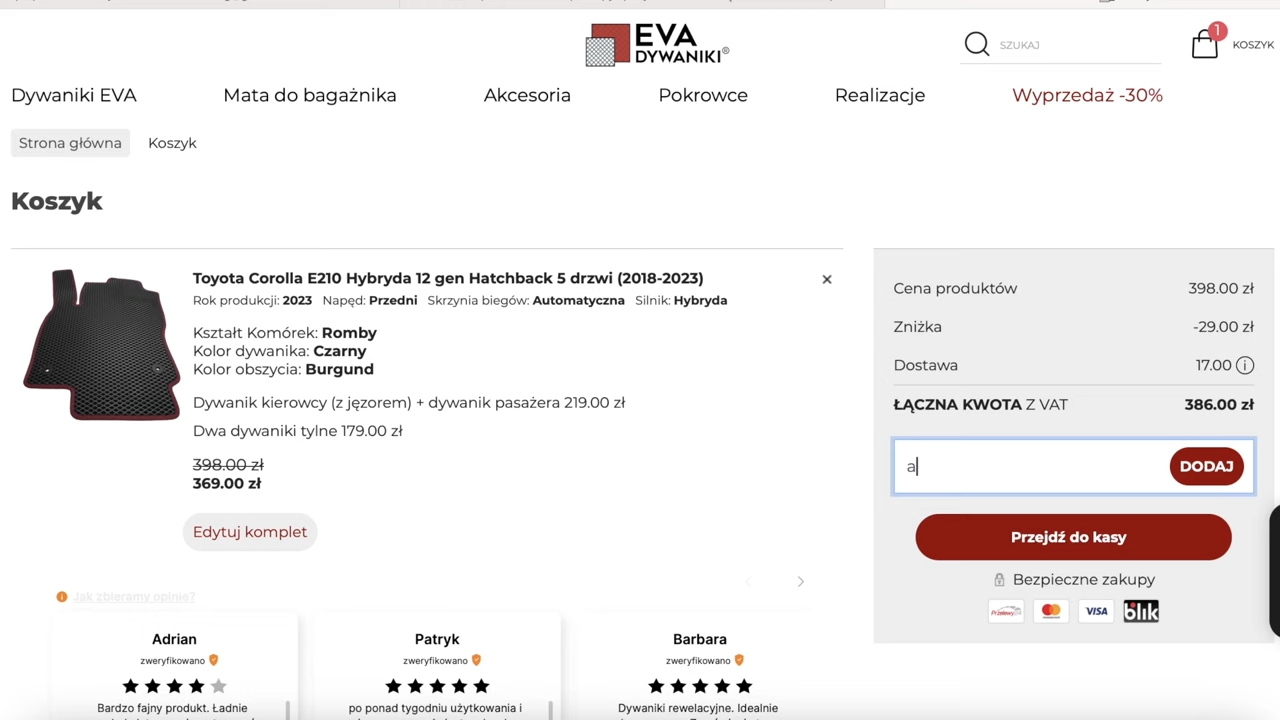 EVA
DYWANIKI®
SZUKAJ
1
KOSZYK
Dywaniki EVA
Mata do bagażnika
Akcesoria
Pokrowce
Realizacje
Wyprzedaż -30%
Strona główna
Koszyk
Koszyk
Toyota Corolla E210 Hybryda 12 gen Hatchback 5 drzwi (2018-2023)
Rok produkcji: 2023 Napęd: Przedni Skrzynia biegów: Automatyczna Silnik: Hybryda
Kształt Komórek: Romby
Kolor dywanika: Czarny
Kolor obszycia: Burgund
Dywanik kierowcy (z jęzorem) + dywanik pasażera 219.00 zł
Dwa dywaniki tylne 179.00 zł
398.00 zł
369.00 zł
Edytuj komplet
Cena produktów 398.00 zł
Zniżka -29.00 zł
Dostawa 17.00
ŁĄCZNA KWOTA Z VAT 386.00 zł
a
DODAJ
Przejdź do kasy
Bezpieczne zakupy
Przelewy24
VISA
blik
Jak zbieramy opinie?
Adrian
zweryfikowano
Bardzo fajny produkt. Ładnie
Patryk
zweryfikowano
po ponad tygodniu użytkowania i
Barbara
zweryfikowano
Dywaniki rewelacyjne. Idealnie